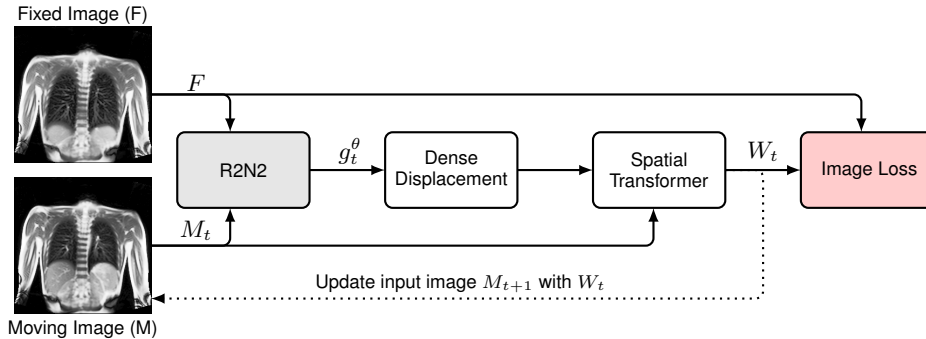 Fixed Image (F)
F
R2N2
g_t^θ
Dense
Displacement
Spatial
Transformer
W_t
Image Loss
M_t
Update input image M_{t+1} with W_t
Moving Image (M)